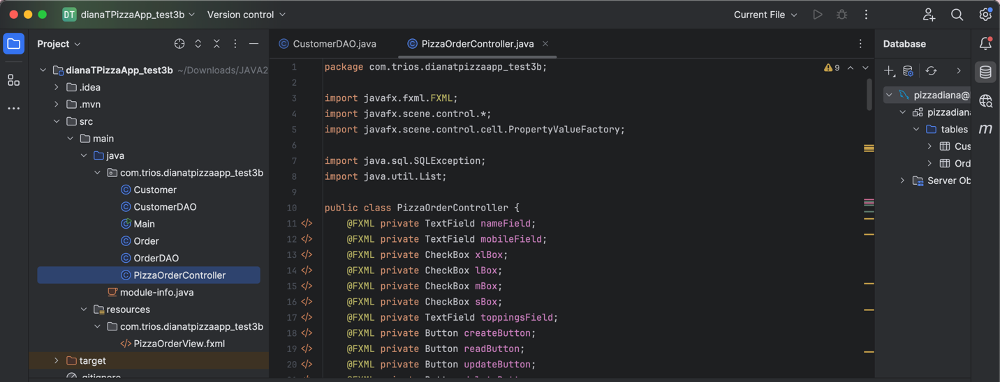 DT dianaTPizzaApp_test3b Version control Current File
Project
dianaTPizzaApp_test3b ~/Downloads/JAVA2
.idea
.mvn
src
main
java
com.trios.dianatpizzaapp_test3b
Customer
CustomerDAO
Main
Order
OrderDAO
PizzaOrderController
module-info.java
resources
com.trios.dianatpizzaapp_test3b
PizzaOrderView.fxml
target
.gitignore
CustomerDAO.java PizzaOrderController.java
9
1 package com.trios.dianatpizzaapp_test3b;
2
3 import javafx.fxml.FXML;
4 import javafx.scene.control.*;
5 import javafx.scene.control.cell.PropertyValueFactory;
6
7 import java.sql.SQLException;
8 import java.util.List;
9
10 public class PizzaOrderController {
11 </> @FXML private TextField nameField;
12 </> @FXML private TextField mobileField;
13 </> @FXML private CheckBox xlBox;
14 </> @FXML private CheckBox lBox;
15 </> @FXML private CheckBox mBox;
16 </> @FXML private CheckBox sBox;
17 </> @FXML private TextField toppingsField;
18 </> @FXML private Button createButton;
19 </> @FXML private Button readButton;
20 </> @FXML private Button updateButton;
Database
pizzadiana@
pizzadiana
tables
Cus
Ord
Server Ob
m